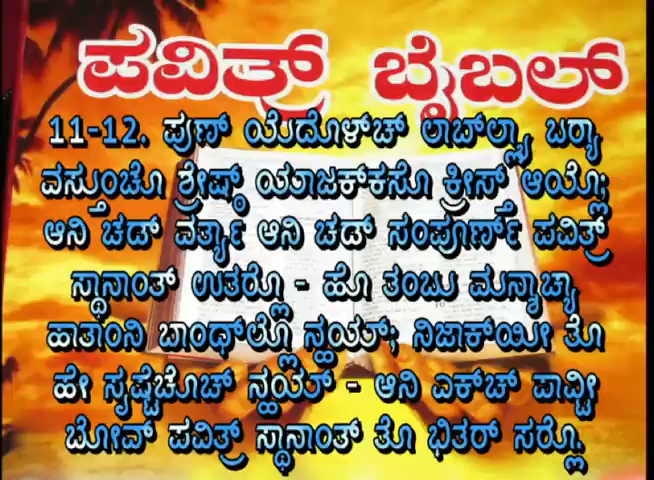 ಪವಿತ್ರ್ ಬೈಬಲ್
11-12. ಪುಣ್ ಯೆದೊಳ್‌ಚ್ ಲಾಬ್‌ಲ್ಲ್ಯಾ ಬರ‍್ಯಾ
ವಸ್ತುಂಚೊ ಶ್ರೇಷ್ಠ್ ಯಾಜಕ್‌ಕಸೊ ಕ್ರೀಸ್ತ್ ಆಯ್ಲೊ;
ಆನಿ ಚಡ್ ವರ್ತ್ಯಾ ಆನಿ ಚಡ್ ಸಂಪೂರ್ಣ್ ಪವಿತ್ರ್
ಸ್ಥಾನಾಂತ್ ಉತರ‍್ಲೊ - ಹೊ ತಂಬು ಮನ್ಶಾಚ್ಯಾ
ಹಾತಾಂನಿ ಬಾಂಧ್‌ಲ್ಲೊ ನ್ಹಯ್; ನಿಜಾಕ್‌ಯೀ ತೊ
ಹೇ ಸೃಷ್ಟೆಚೊಚ್ ನ್ಹಯ್ - ಆನಿ ಎಕ್‌ಚ್ ಪಾವ್ಟೀ
ಬೋವ್ ಪವಿತ್ರ್ ಸ್ಥಾನಾಂತ್ ತೊ ಭಿತರ್ ಸರ‍್ಲೊ.